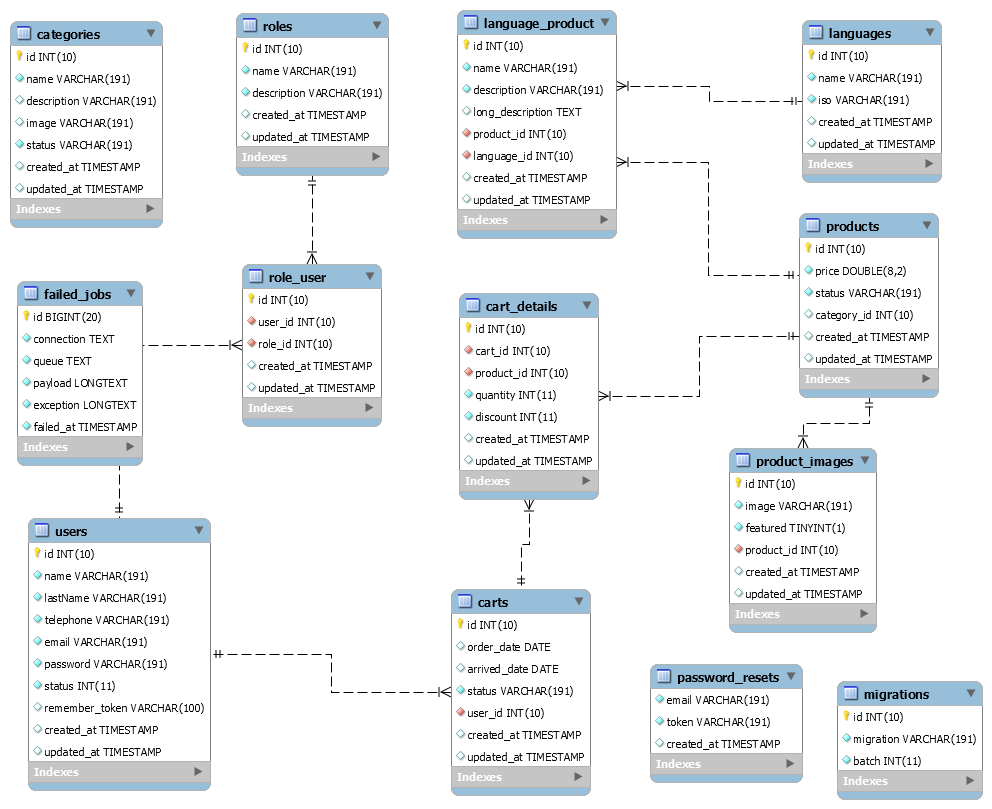 categories
id INT(10)
name VARCHAR(191)
description VARCHAR(191)
image VARCHAR(191)
status VARCHAR(191)
created_at TIMESTAMP
updated_at TIMESTAMP
Indexes
roles
id INT(10)
name VARCHAR(191)
description VARCHAR(191)
created_at TIMESTAMP
updated_at TIMESTAMP
Indexes
language_product
id INT(10)
name VARCHAR(191)
description VARCHAR(191)
long_description TEXT
product_id INT(10)
language_id INT(10)
created_at TIMESTAMP
updated_at TIMESTAMP
Indexes
languages
id INT(10)
name VARCHAR(191)
iso VARCHAR(191)
created_at TIMESTAMP
updated_at TIMESTAMP
Indexes
failed_jobs
id BIGINT(20)
connection TEXT
queue TEXT
payload LONGTEXT
exception LONGTEXT
failed_at TIMESTAMP
Indexes
role_user
id INT(10)
user_id INT(10)
role_id INT(10)
created_at TIMESTAMP
updated_at TIMESTAMP
Indexes
cart_details
id INT(10)
cart_id INT(10)
product_id INT(10)
quantity INT(11)
discount INT(11)
created_at TIMESTAMP
updated_at TIMESTAMP
Indexes
products
id INT(10)
price DOUBLE(8,2)
status VARCHAR(191)
category_id INT(10)
created_at TIMESTAMP
updated_at TIMESTAMP
Indexes
product_images
id INT(10)
image VARCHAR(191)
featured TINYINT(1)
product_id INT(10)
created_at TIMESTAMP
updated_at TIMESTAMP
Indexes
users
id INT(10)
name VARCHAR(191)
lastName VARCHAR(191)
telephone VARCHAR(191)
email VARCHAR(191)
password VARCHAR(191)
status INT(11)
remember_token VARCHAR(100)
created_at TIMESTAMP
updated_at TIMESTAMP
Indexes
carts
id INT(10)
order_date DATE
arrived_date DATE
status VARCHAR(191)
user_id INT(10)
created_at TIMESTAMP
updated_at TIMESTAMP
Indexes
password_resets
email VARCHAR(191)
token VARCHAR(191)
created_at TIMESTAMP
Indexes
migrations
id INT(10)
migration VARCHAR(191)
batch INT(11)
Indexes